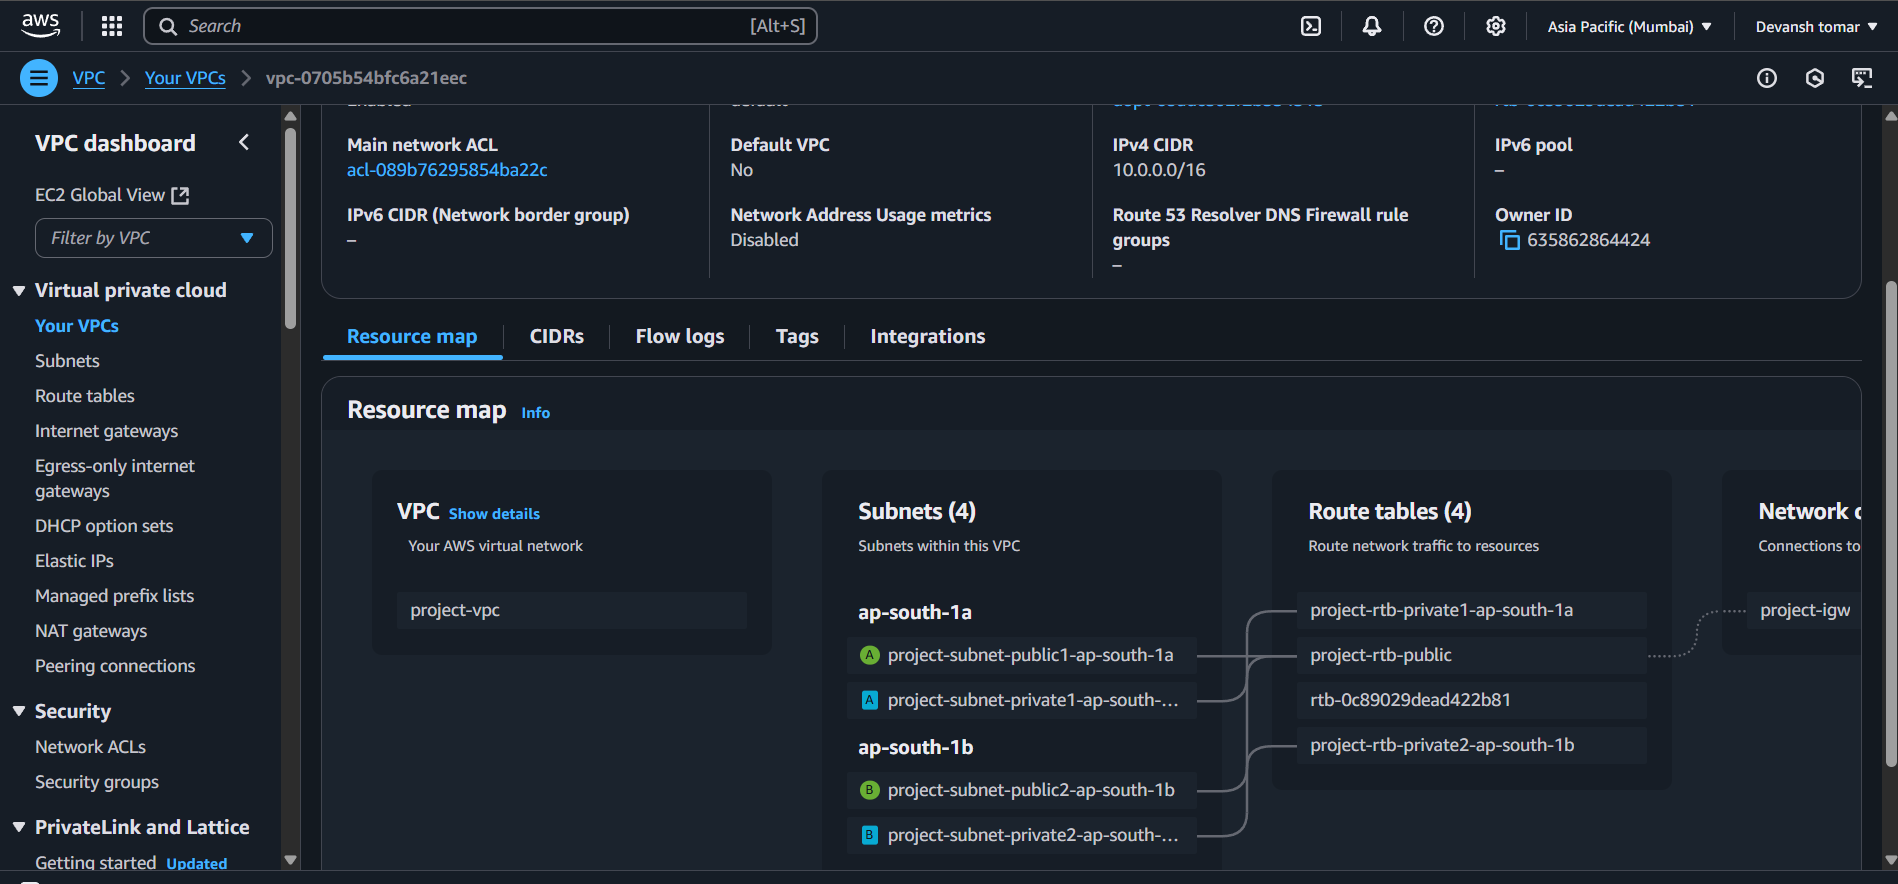 aws
Search
[Alt+S]
Asia Pacific (Mumbai)
Devansh tomar
VPC
Your VPCs
vpc-0705b54bfc6a21eec
VPC dashboard
EC2 Global View
Filter by VPC
Virtual private cloud
Your VPCs
Subnets
Route tables
Internet gateways
Egress-only internet
gateways
DHCP option sets
Elastic IPs
Managed prefix lists
NAT gateways
Peering connections
Security
Network ACLs
Security groups
PrivateLink and Lattice
Getting started Updated
Enabled
default
Main network ACL
acl-089b76295854ba22c
Default VPC
No
IPv4 CIDR
10.0.0.0/16
IPv6 pool
–
IPv6 CIDR (Network border group)
–
Network Address Usage metrics
Disabled
Route 53 Resolver DNS Firewall rule
groups
–
Owner ID
635862864424
Resource map
CIDRs
Flow logs
Tags
Integrations
Resource map Info
VPC Show details
Your AWS virtual network
project-vpc
Subnets (4)
Subnets within this VPC
ap-south-1a
A project-subnet-public1-ap-south-1a
A project-subnet-private1-ap-south-...
ap-south-1b
B project-subnet-public2-ap-south-1b
B project-subnet-private2-ap-south-...
Route tables (4)
Route network traffic to resources
project-rtb-private1-ap-south-1a
project-rtb-public
rtb-0c89029dead422b81
project-rtb-private2-ap-south-1b
Network c
Connections to
project-igw